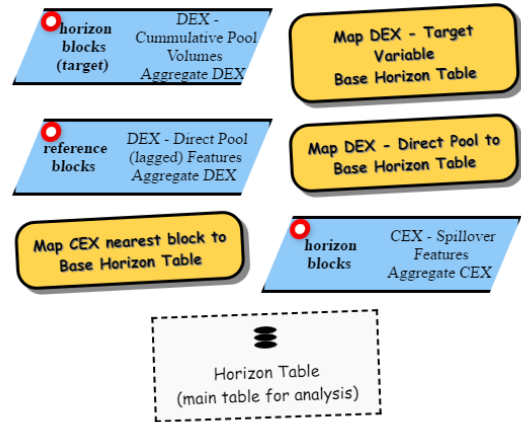 horizon
blocks
(target)
DEX -
Cummulative Pool
Volumes
Aggregate DEX
Map DEX - Target
Variable
Base Horizon Table
reference
blocks
DEX - Direct Pool
(lagged) Features
Aggregate DEX
Map DEX - Direct Pool to
Base Horizon Table
Map CEX nearest block to
Base Horizon Table
horizon
blocks
CEX - Spillover
Features
Aggregate CEX
Horizon Table
(main table for analysis)